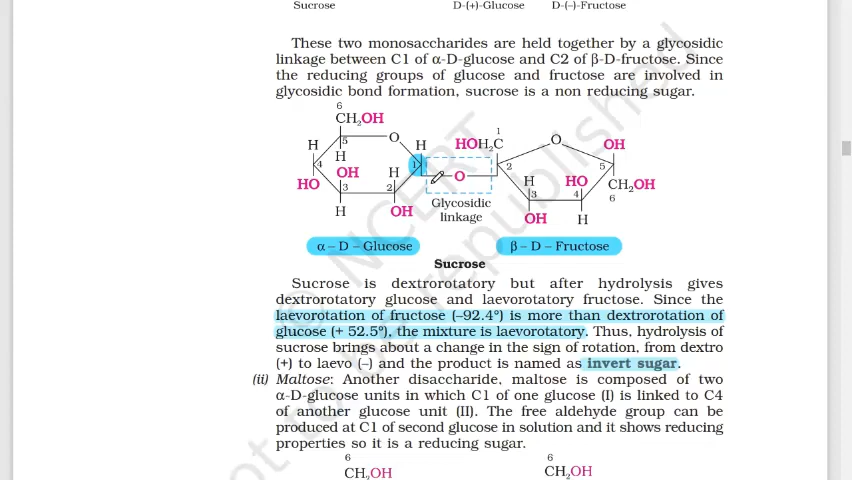 Sucrose D-(+)-Glucose D-(–)-Fructose
These two monosaccharides are held together by a glycosidic
linkage between C1 of α-D-glucose and C2 of β-D-fructose. Since
the reducing groups of glucose and fructose are involved in
glycosidic bond formation, sucrose is a non reducing sugar.
6 1
CH₂OH O H HOH₂C O OH
H 5 H OH H 1 O 2 H HO 5 CH₂OH
4 3 2 3 4 6
HO H OH Glycosidic OH H
linkage
α – D – Glucose β – D – Fructose
Sucrose
Sucrose is dextrorotatory but after hydrolysis gives
dextrorotatory glucose and laevorotatory fructose. Since the
laevorotation of fructose (–92.4°) is more than dextrorotation of
glucose (+ 52.5°), the mixture is laevorotatory. Thus, hydrolysis of
sucrose brings about a change in the sign of rotation, from dextro
(+) to laevo (–) and the product is named as invert sugar.
(ii) Maltose: Another disaccharide, maltose is composed of two
α-D-glucose units in which C1 of one glucose (I) is linked to C4
of another glucose unit (II). The free aldehyde group can be
produced at C1 of second glucose in solution and it shows reducing
properties so it is a reducing sugar.
6 6
CH₂OH CH₂OH
© NCERT
not to be republished